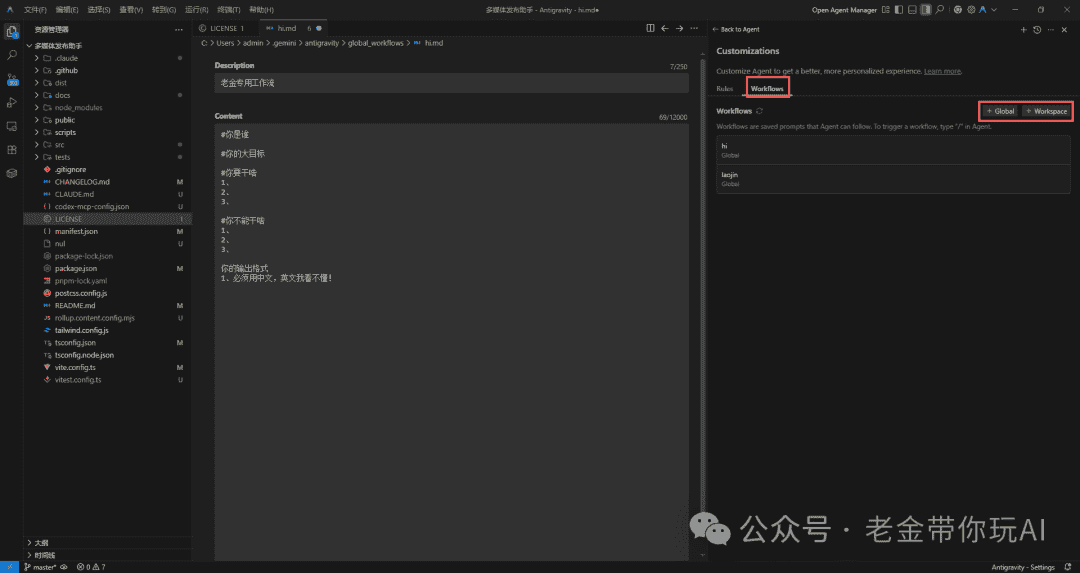 文件(F) 编辑(E) 选择(S) 查看(V) 转到(G) 运行(R) 终端(T) 帮助(H)
多媒体发布助手 - Antigravity - hi.md●
Open Agent Manager
资源管理器
多媒体发布助手
.claude
.github
dist
docs
node_modules
public
scripts
src
tests
.gitignore
CHANGELOG.md M
CLAUDE.md U
codex-mcp-config.json U
LICENSE 1
manifest.json M
nul U
package-lock.json
package.json M
pnpm-lock.yaml
postcss.config.js
README.md M
rollup.content.config.mjs U
tailwind.config.js
tsconfig.json M
tsconfig.node.json
vite.config.ts M
vitest.config.ts U
大纲
时间线
master* 0 7
LICENSE 1
hi.md 6
C: > Users > admin > .gemini > antigravity > global_workflows > hi.md
Description
7/250
老金专用工作流
Content
69/12000
#你是谁
#你的大目标
#你要干啥
1、
2、
3、
#你不能干啥
1、
2、
3、
你的输出格式
1、必须用中文，英文我看不懂!
Back to Agent
Customizations
Customize Agent to get a better, more personalized experience. Learn more.
Rules Workflows
Workflows
+ Global + Workspace
Workflows are saved prompts that Agent can follow. To trigger a workflow, type "/" in Agent.
hi
Global
laojin
Global
公众号 · 老金带你玩AI
Antigravity - Settings